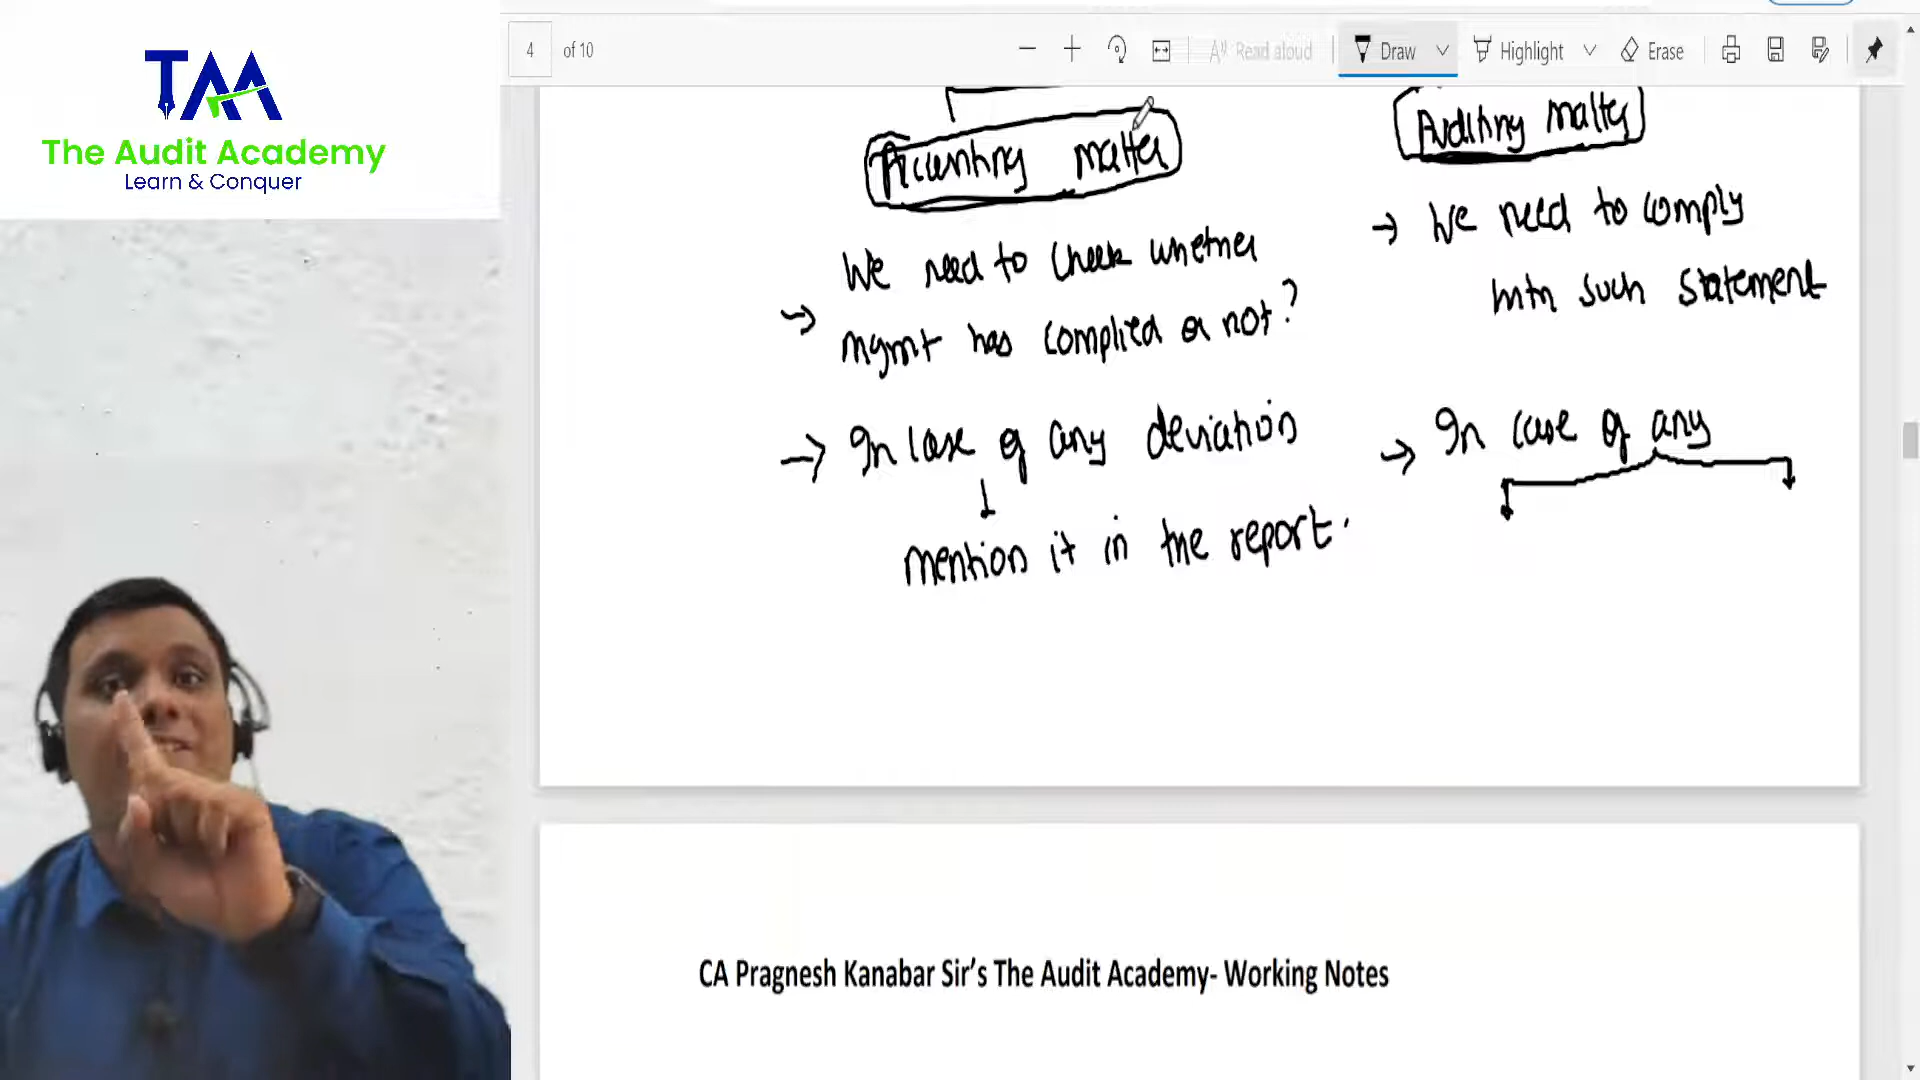 TAA
The Audit Academy
Learn & Conquer
4 of 10
Read aloud
Draw
Highlight
Erase
Accounting matter
We need to check whether
→ mgmt has complied or not?
→ In case of any deviation
mention it in the report.
Auditing matter
→ We need to comply
with such statement
→ In case of any
CA Pragnesh Kanabar Sir's The Audit Academy- Working Notes